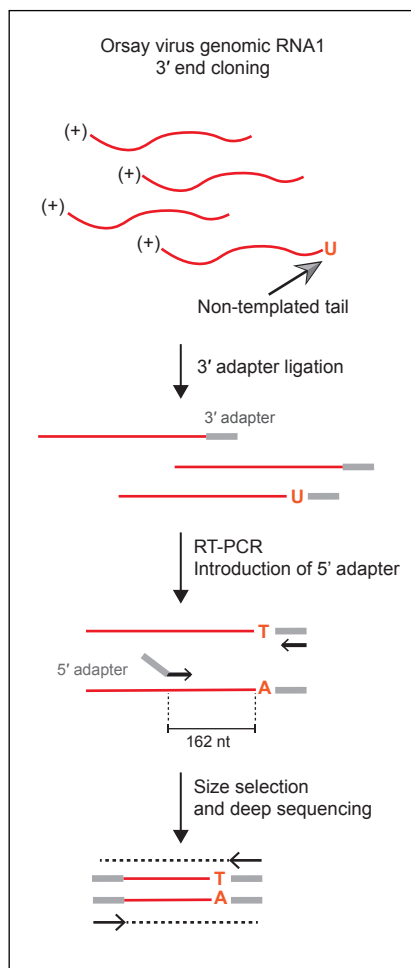 Orsay virus genomic RNA1
3′ end cloning
(+)
(+)
(+)
(+)
U
Non-templated tail
3′ adapter ligation
3′ adapter
U
RT-PCR
Introduction of 5' adapter
T
5′ adapter
A
162 nt
Size selection
and deep sequencing
T
A